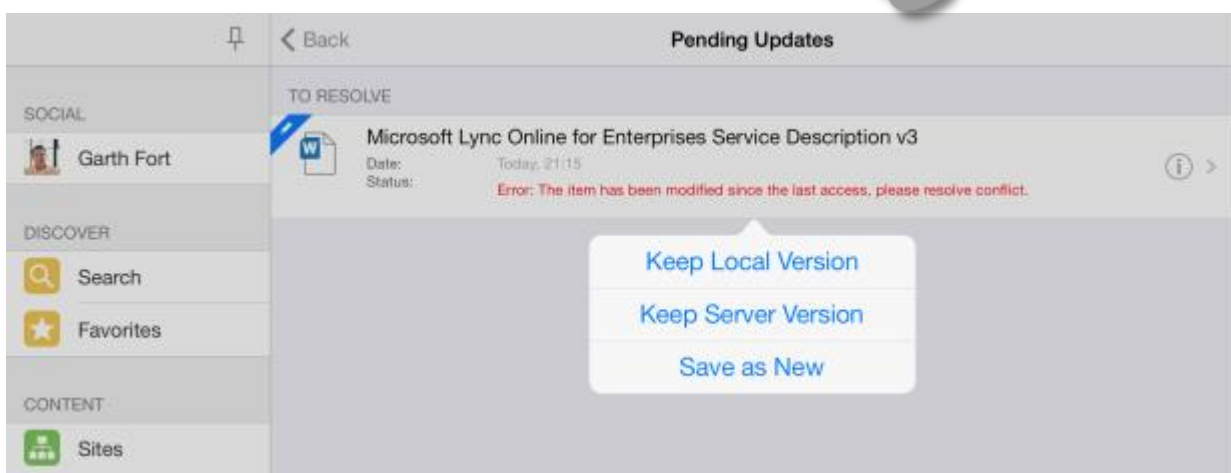 Back
Pending Updates
TO RESOLVE
SOCIAL
Garth Fort
W
Microsoft Lync Online for Enterprises Service Description v3
Date: Today, 21:15
Status: Error: The item has been modified since the last access, please resolve conflict.
DISCOVER
Search
Favorites
Keep Local Version
Keep Server Version
Save as New
CONTENT
Sites